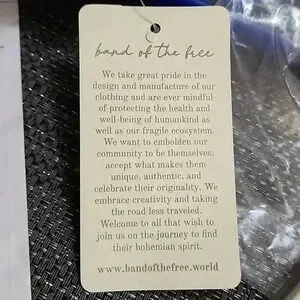 band of the free
We take great pride in the
design and manufacture of our
clothing and are ever mindful
of protecting the health and
well-being of humankind as
well as our fragile ecosystem.
We want to embolden our
community to be themselves,
accept what makes them
unique, authentic, and
celebrate their originality. We
embrace creativity and taking
the road less traveled.
Welcome to all that wish to
join us on the journey to find
their bohemian spirit.
www.bandofthefree.world